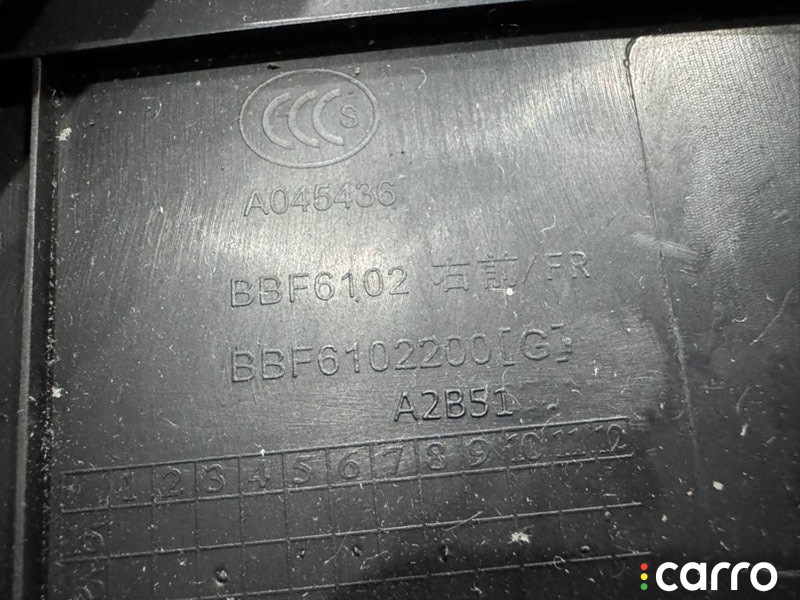 CCC S
A045436
BBF6102 右前/FR
BBF6102200[G]
A2B51
1 2 3 4 5 6 7 8 9 10 11 12
carro